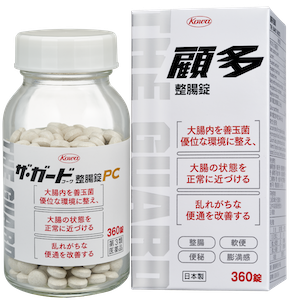 Kowa
ザ・ガード
コーワ
整腸錠PC
大腸内を善玉菌
優位な環境に整え、
大腸の状態を
正常に近づける
乱れがちな
便通を改善する
第3類
医薬品
360錠
Kowa
顧多
整腸錠
THE GUARD
大腸内を善玉菌
優位な環境に整え、
大腸の状態を
正常に近づける
乱れがちな
便通を改善する
整腸
軟便
便秘
膨満感
日本製
360錠